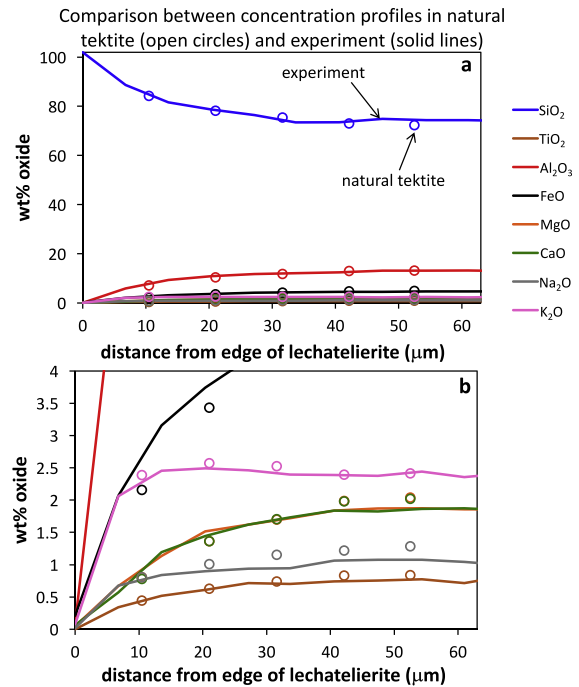 Comparison between concentration profiles in natural
tektite (open circles) and experiment (solid lines)
a
100
80
60
40
20
0
wt% oxide
experiment
natural tektite
0 10 20 30 40 50 60
distance from edge of lechatelierite (μm)
SiO₂
TiO₂
Al₂O₃
FeO
MgO
CaO
Na₂O
K₂O
b
4
3.5
3
2.5
2
1.5
1
0.5
0
wt% oxide
0 10 20 30 40 50 60
distance from edge of lechatelierite (μm)